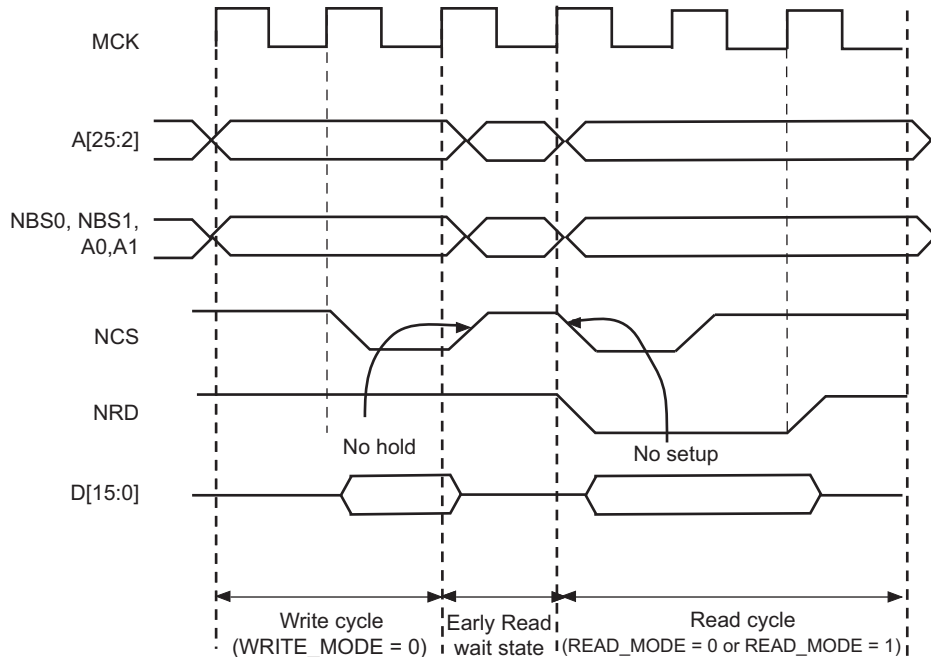 MCK
A[25:2]
NBS0, NBS1,
A0,A1
NCS
NRD
No hold
No setup
D[15:0]
Write cycle
(WRITE_MODE = 0)
Early Read
wait state
Read cycle
(READ_MODE = 0 or READ_MODE = 1)